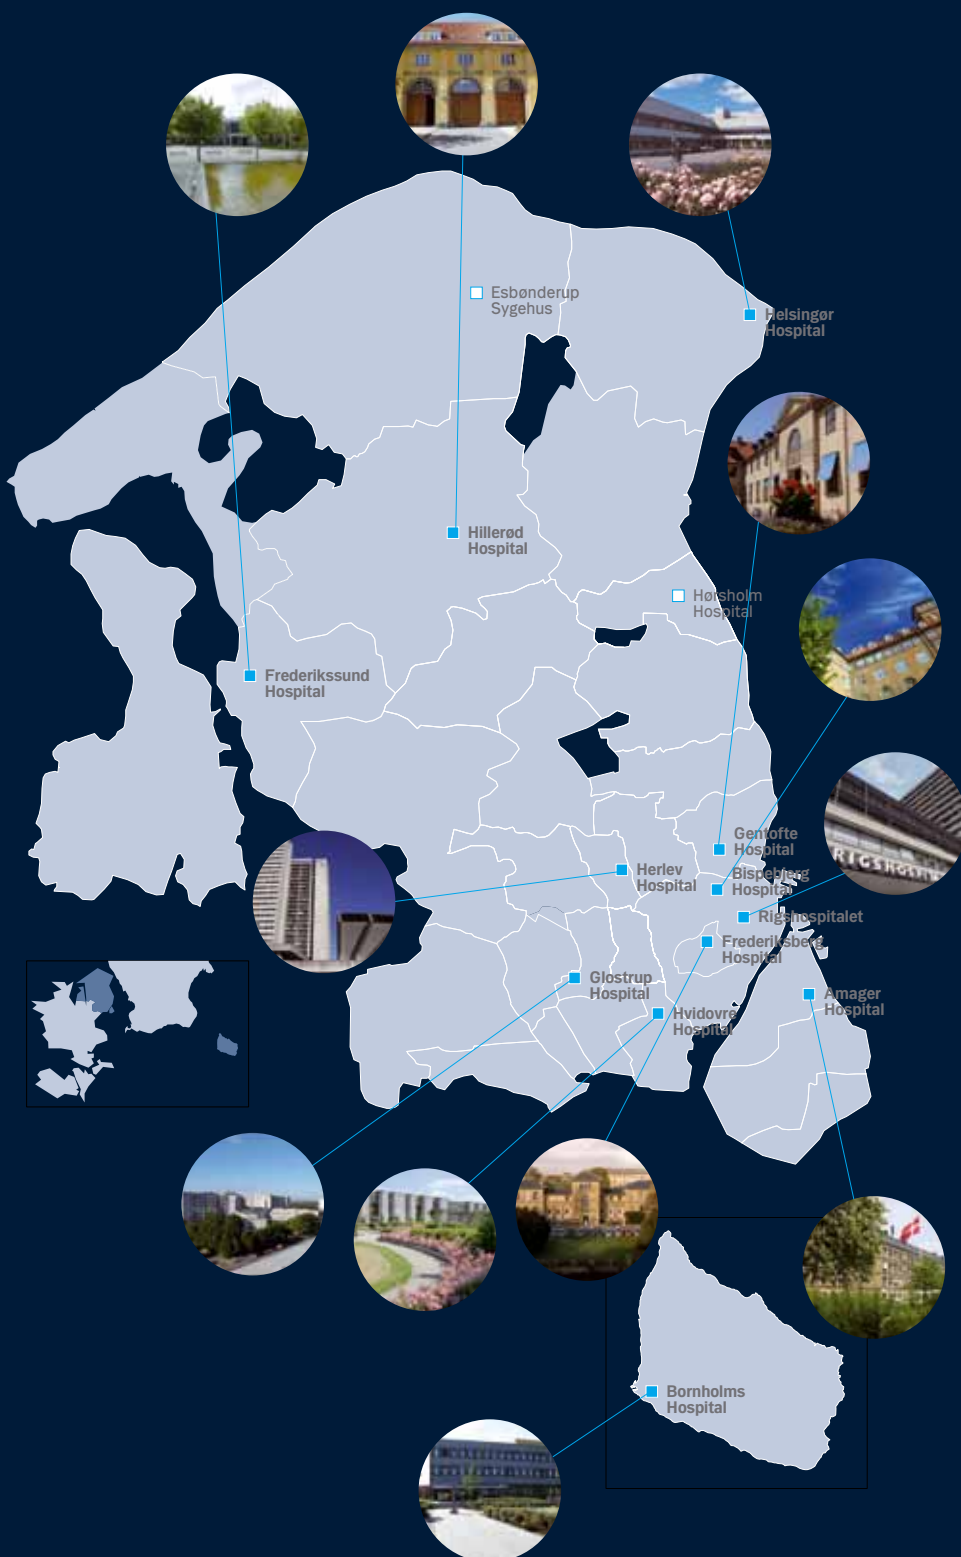 Esbønderup
Sygehus
Helsingør
Hospital
Hillerød
Hospital
Hørsholm
Hospital
Frederikssund
Hospital
Gentofte
Hospital
Herlev
Hospital
Bispebjerg
Hospital
RIGSHOSPITALET
Rigshospitalet
Frederiksberg
Hospital
Glostrup
Hospital
Amager
Hospital
Hvidovre
Hospital
Bornholms
Hospital